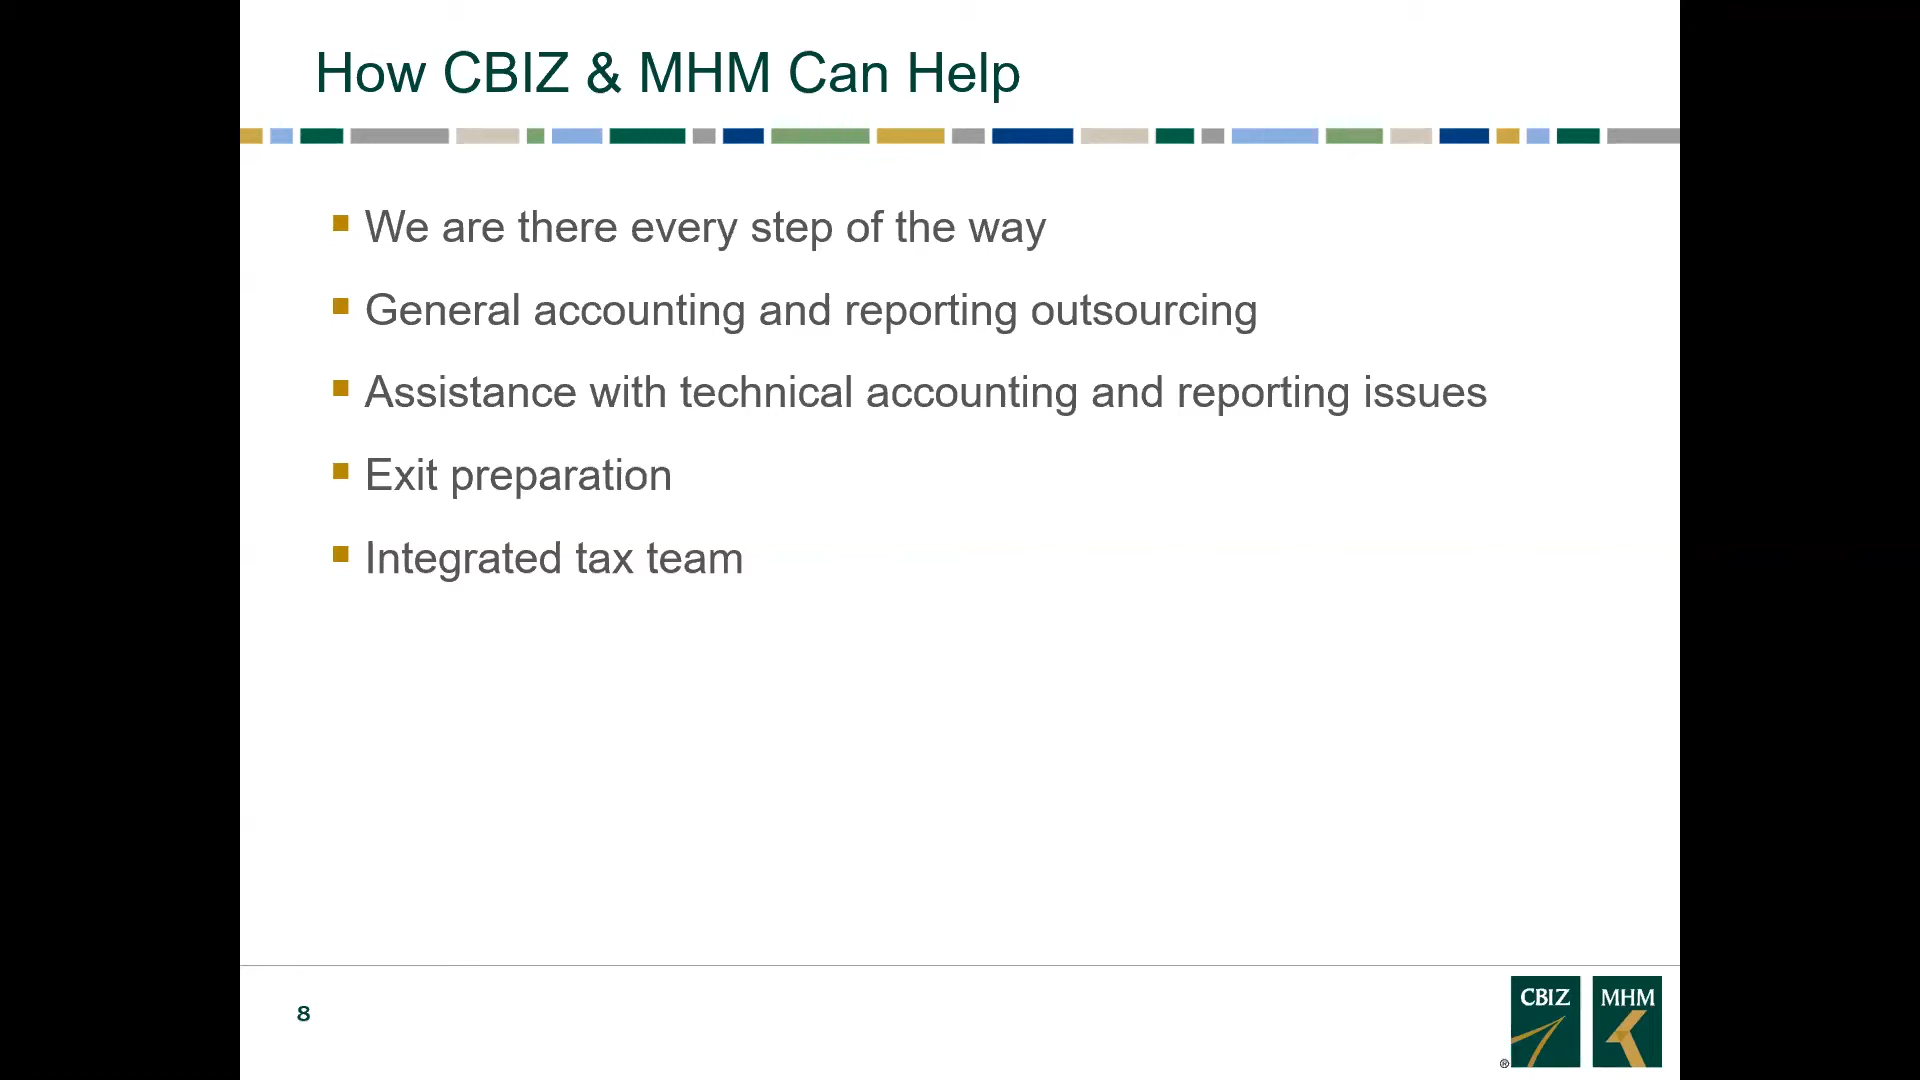 How CBIZ & MHM Can Help
We are there every step of the way
General accounting and reporting outsourcing
Assistance with technical accounting and reporting issues
Exit preparation
Integrated tax team
8
CBIZ
MHM
®